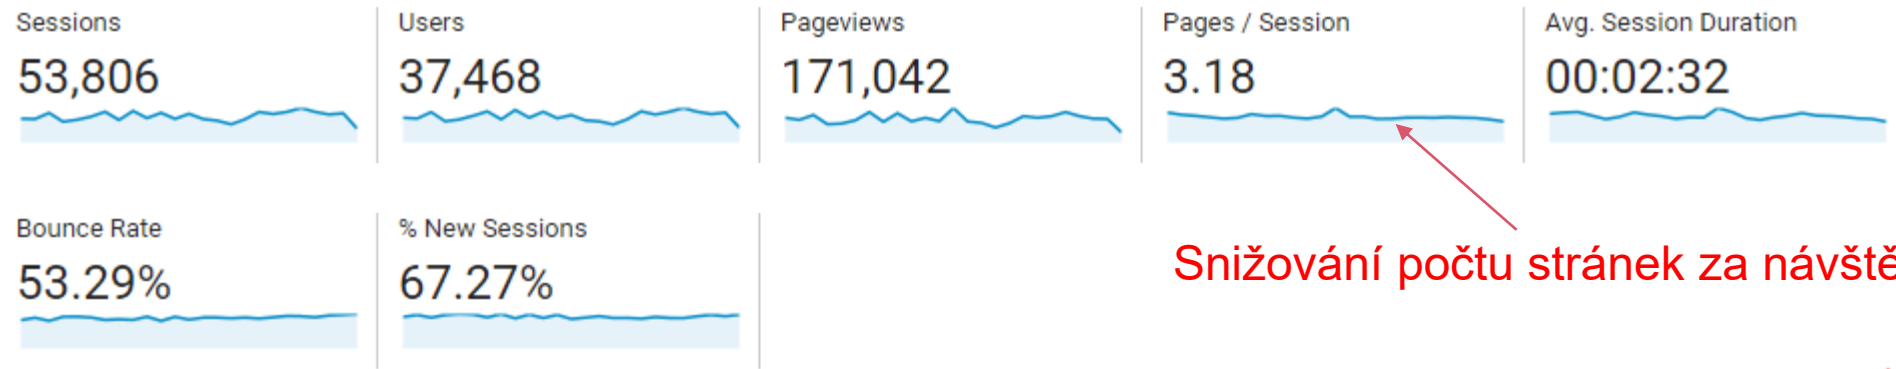 Sessions
53,806
Users
37,468
Pageviews
171,042
Pages / Session
3.18
Avg. Session Duration
00:02:32
Bounce Rate
53.29%
% New Sessions
67.27%
Snižování počtu stránek za návště